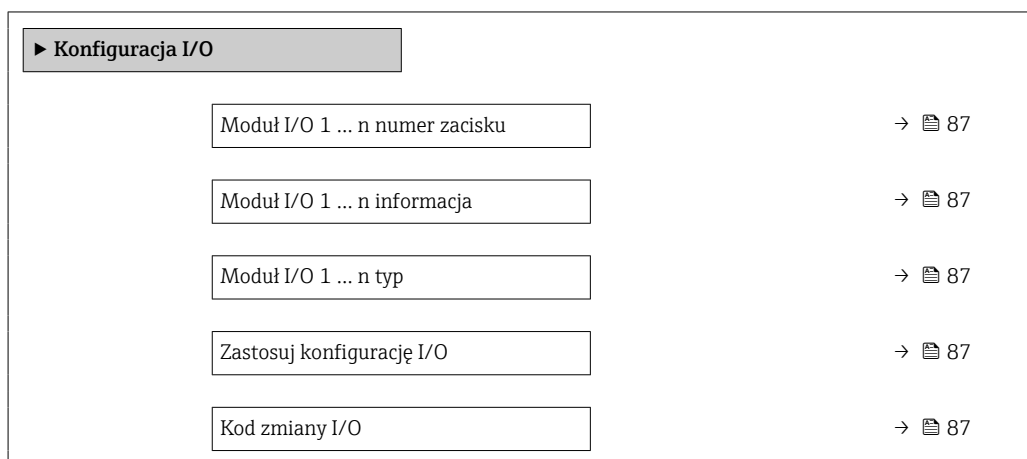 ▶ Konfiguracja I/O
Moduł I/O 1 … n numer zacisku → 87
Moduł I/O 1 … n informacja → 87
Moduł I/O 1 … n typ → 87
Zastosuj konfigurację I/O → 87
Kod zmiany I/O → 87